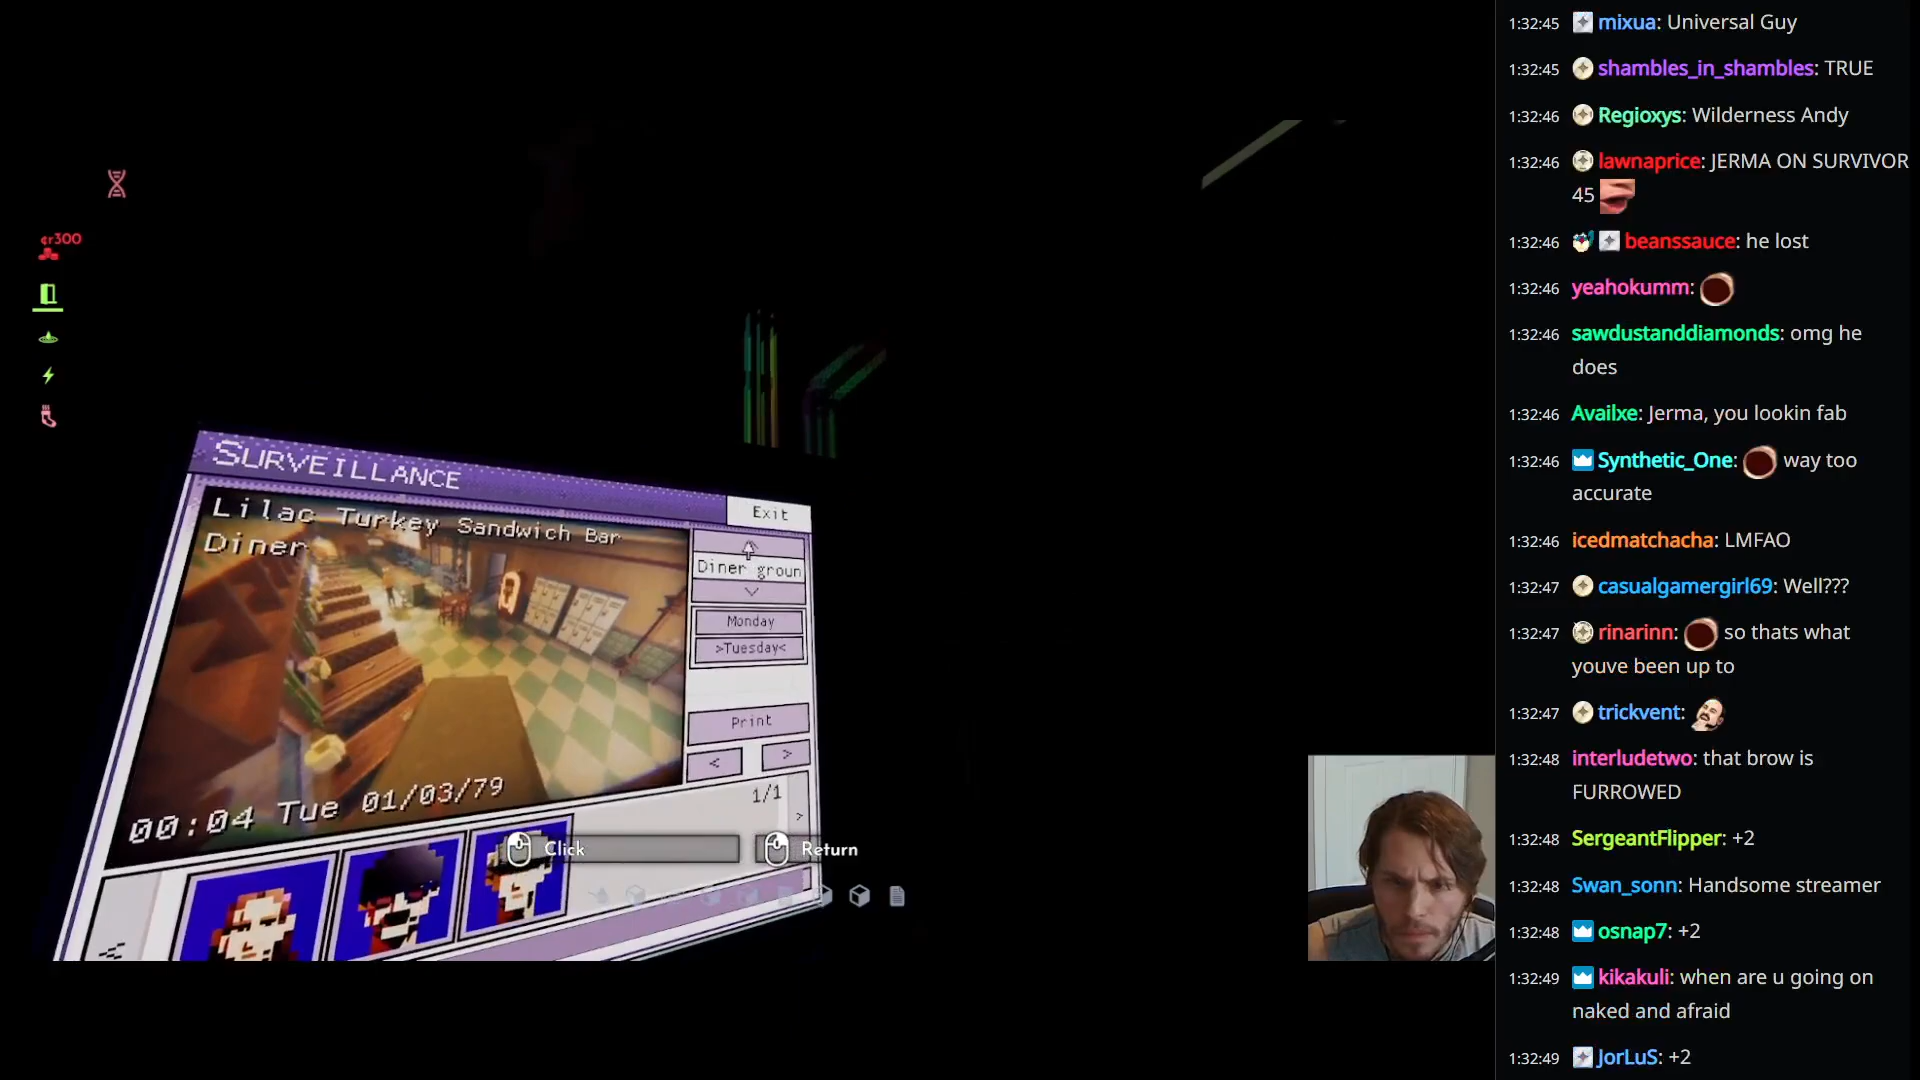 ¢r300
SURVEILLANCE
Exit
Lilac Turkey Sandwich Bar
Diner
Diner groun
Monday
>Tuesday<
Print
<
>
1/1
>
00:04 Tue 01/03/79
Click
Return
1:32:45 mixua: Universal Guy
1:32:45 shambles_in_shambles: TRUE
1:32:46 Regioxys: Wilderness Andy
1:32:46 lawnaprice: JERMA ON SURVIVOR
45
1:32:46 beanssauce: he lost
1:32:46 yeahokumm:
1:32:46 sawdustanddiamonds: omg he
does
1:32:46 Availxe: Jerma, you lookin fab
1:32:46 Synthetic_One: way too
accurate
1:32:46 icedmatchacha: LMFAO
1:32:47 casualgamergirl69: Well???
1:32:47 rinarinn: so thats what
youve been up to
1:32:47 trickvent:
1:32:48 interludetwo: that brow is
FURROWED
1:32:48 SergeantFlipper: +2
1:32:48 Swan_sonn: Handsome streamer
1:32:48 osnap7: +2
1:32:49 kikakuli: when are u going on
naked and afraid
1:32:49 JorLuS: +2